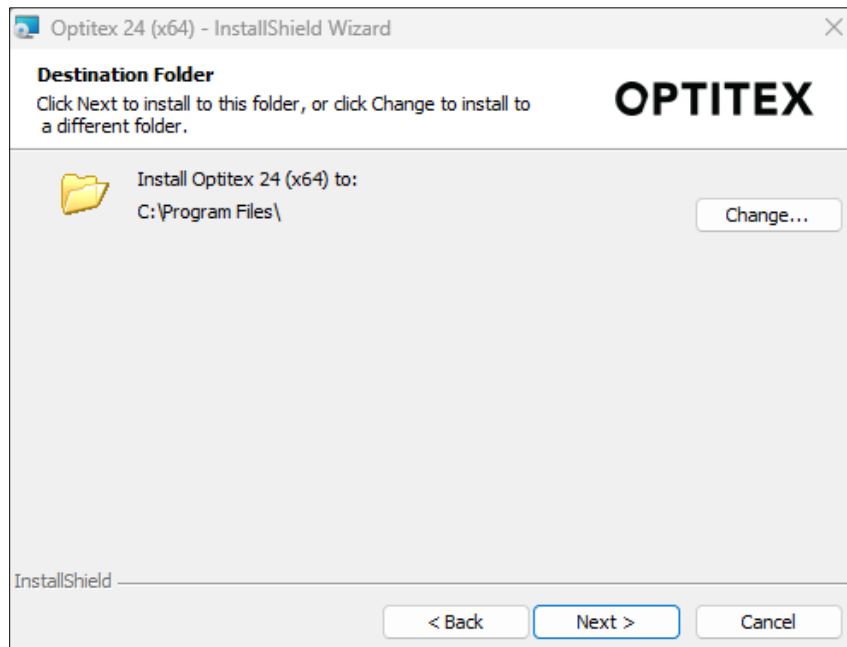 Optitex 24 (x64) - InstallShield Wizard
Destination Folder
Click Next to install to this folder, or click Change to install to
a different folder.
OPTITEX
Install Optitex 24 (x64) to:
C:\Program Files\
Change...
InstallShield
< Back
Next >
Cancel